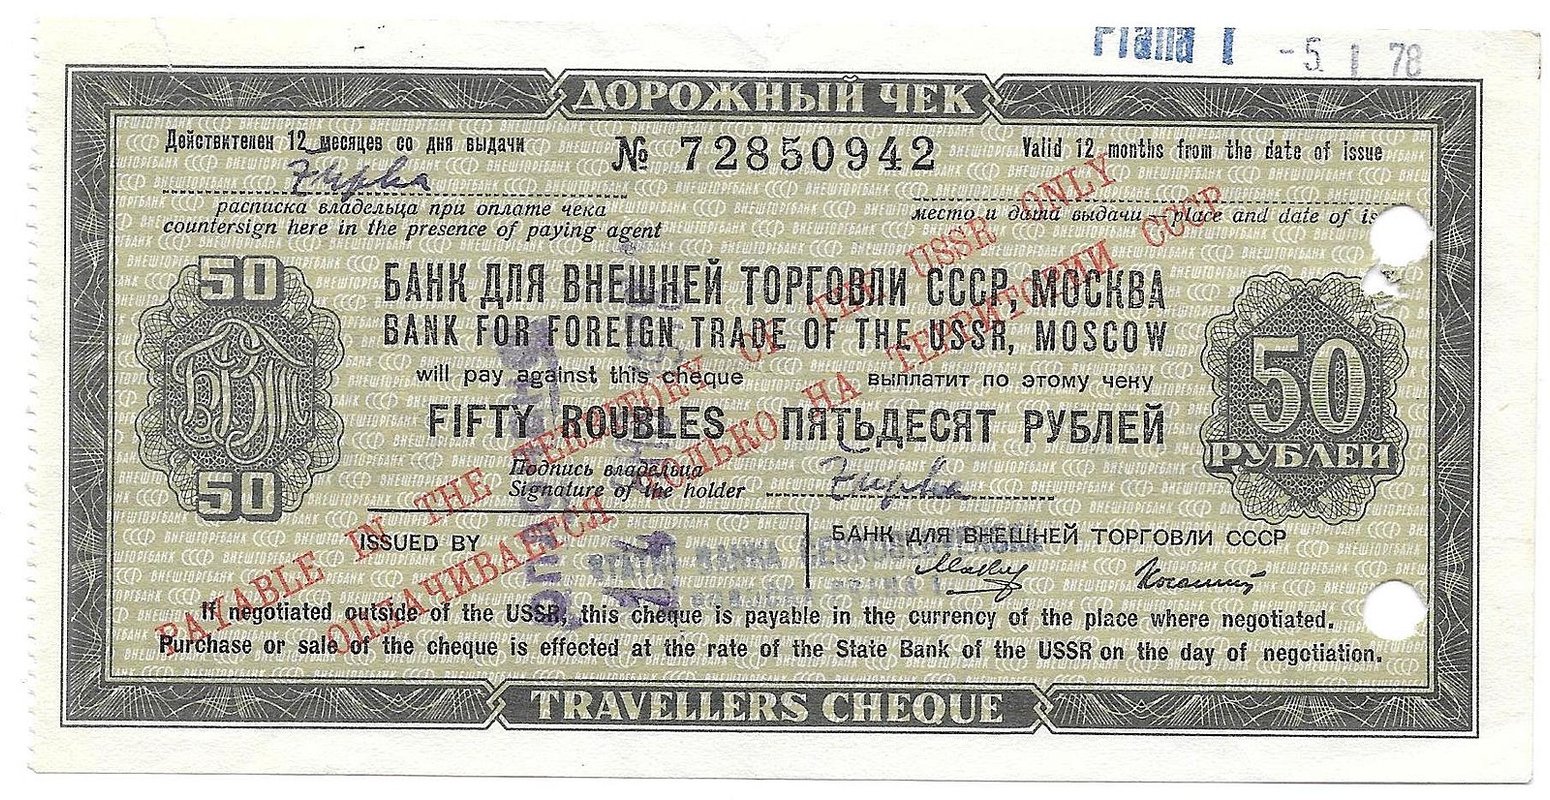 Praha 1 -5. I. 78
ДОРОЖНЫЙ ЧЕК
Действителен 12 месяцев со дня выдачи
№ 72850942
Valid 12 months from the date of issue
расписка владельца при оплате чека
countersign here in the presence of paying agent
место и дата выдачи place and date of is
50
БАНК ДЛЯ ВНЕШНЕЙ ТОРГОВЛИ СССР, МОСКВА
BANK FOR FOREIGN TRADE OF THE USSR, MOSCOW
will pay against this cheque выплатит по этому чеку
FIFTY ROUBLES ПЯТЬДЕСЯТ РУБЛЕЙ
50
РУБЛЕЙ
БВТ
50
Подпись владельца
Signature of the holder
ISSUED BY
БАНК ДЛЯ ВНЕШНЕЙ ТОРГОВЛИ СССР
PAYABLE IN THE TERRITORY OF THE USSR ONLY
ОПЛАЧИВАЕТСЯ ТОЛЬКО НА ТЕРРИТОРИИ СССР
If negotiated outside of the USSR, this cheque is payable in the currency of the place where negotiated.
Purchase or sale of the cheque is effected at the rate of the State Bank of the USSR on the day of negotiation.
TRAVELLERS CHEQUE